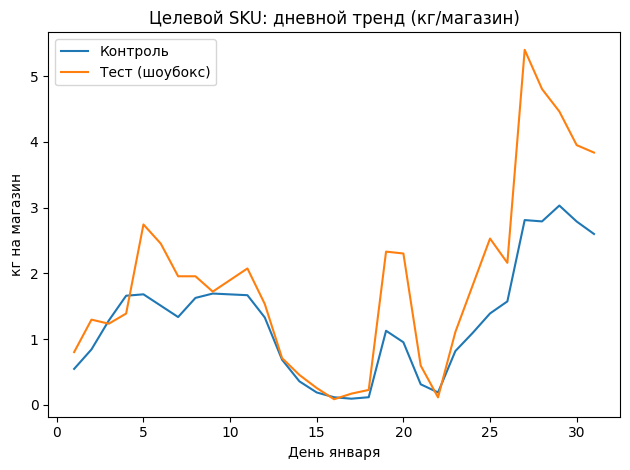 Целевой SKU: дневной тренд (кг/магазин)
Контроль
Тест (шоубокс)
кг на магазин
5
4
3
2
1
0
0 5 10 15 20 25 30
День января